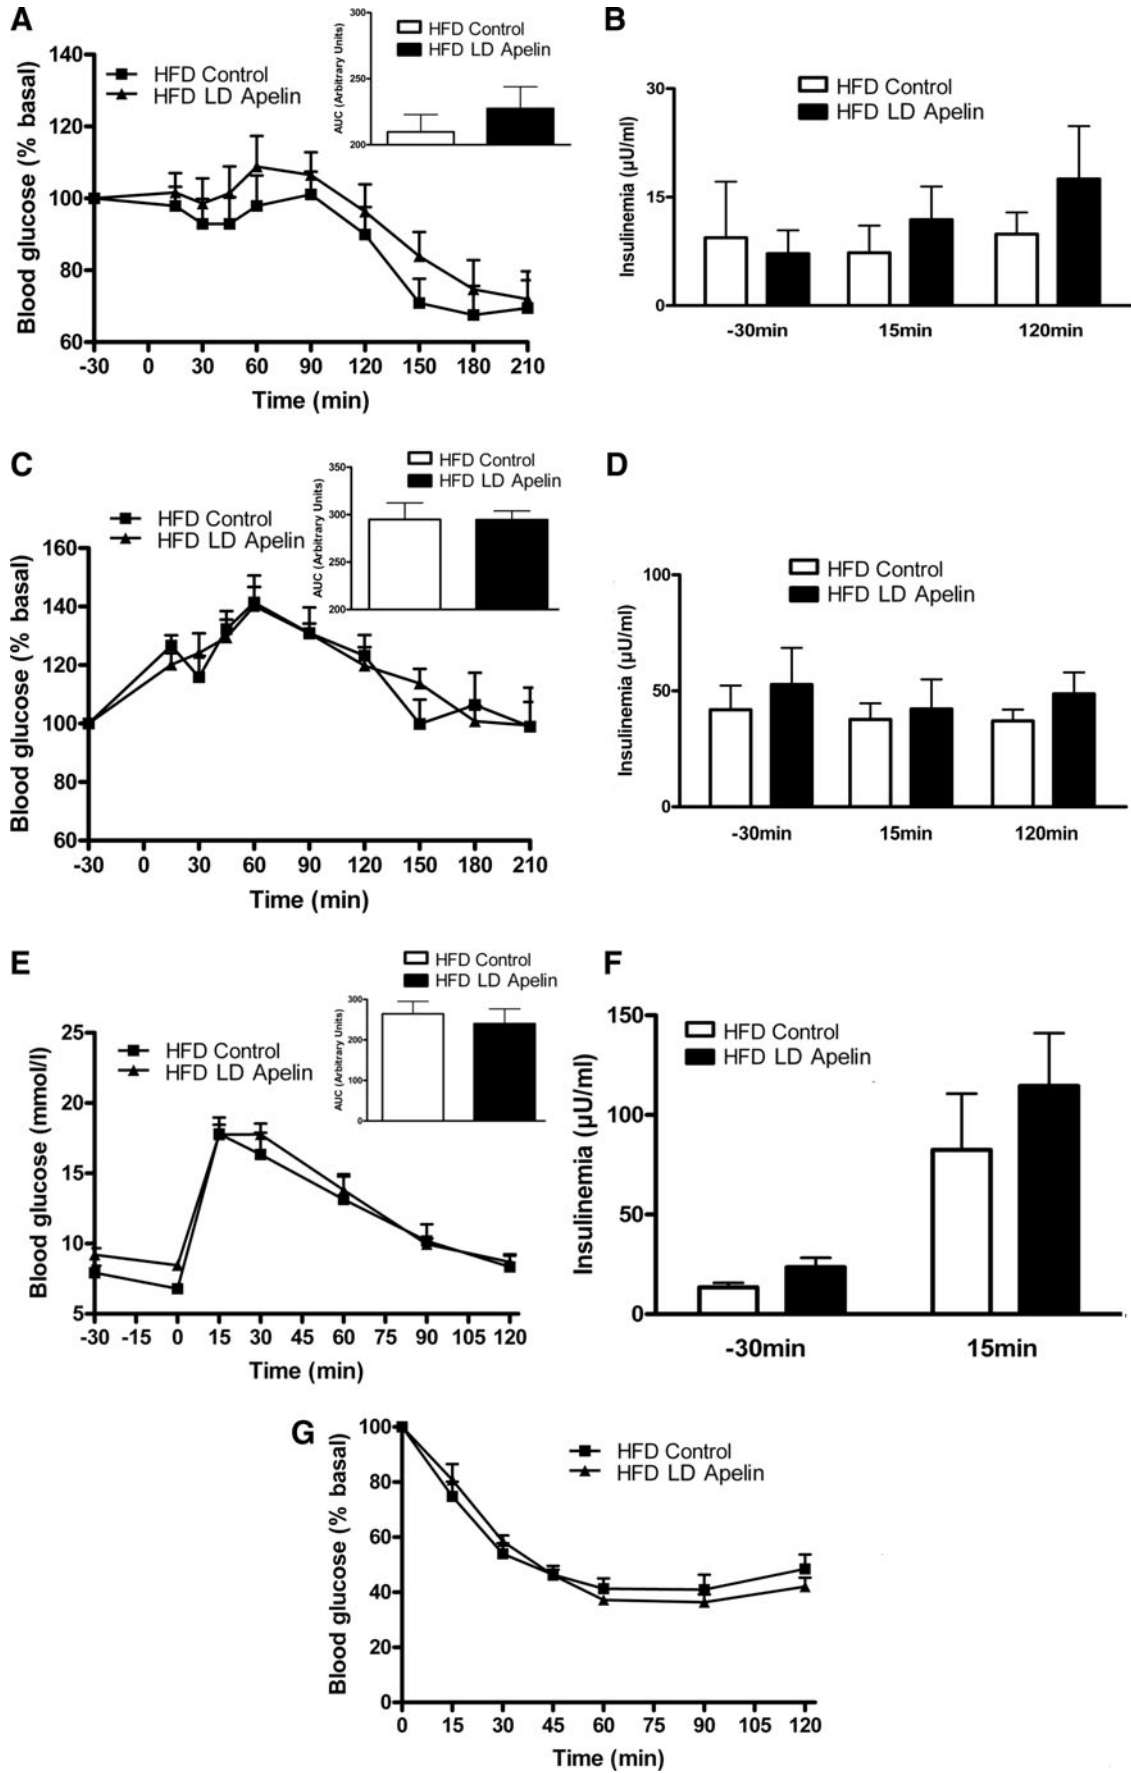 A
Blood glucose (% basal)
140
120
100
80
60
-30 0 30 60 90 120 150 180 210
Time (min)
HFD Control
HFD LD Apelin
AUC (Arbitrary Units)
300
250
200
HFD Control
HFD LD Apelin
B
Insulinemia (µU/ml)
30
15
0
HFD Control
HFD LD Apelin
-30min 15min 120min
C
Blood glucose (% basal)
160
140
120
100
80
60
-30 0 30 60 90 120 150 180 210
Time (min)
HFD Control
HFD LD Apelin
AUC (Arbitrary Units)
350
300
250
200
HFD Control
HFD LD Apelin
D
Insulinemia (µU/ml)
100
50
0
HFD Control
HFD LD Apelin
-30min 15min 120min
E
Blood glucose (mmol/l)
25
20
15
10
5
-30 -15 0 15 30 45 60 75 90 105 120
Time (min)
HFD Control
HFD LD Apelin
AUC (Arbitrary Units)
300
200
100
0
HFD Control
HFD LD Apelin
F
Insulinemia (µU/ml)
150
100
50
0
HFD Control
HFD LD Apelin
-30min 15min
G
Blood glucose (% basal)
100
80
60
40
20
0
0 15 30 45 60 75 90 105 120
Time (min)
HFD Control
HFD LD Apelin